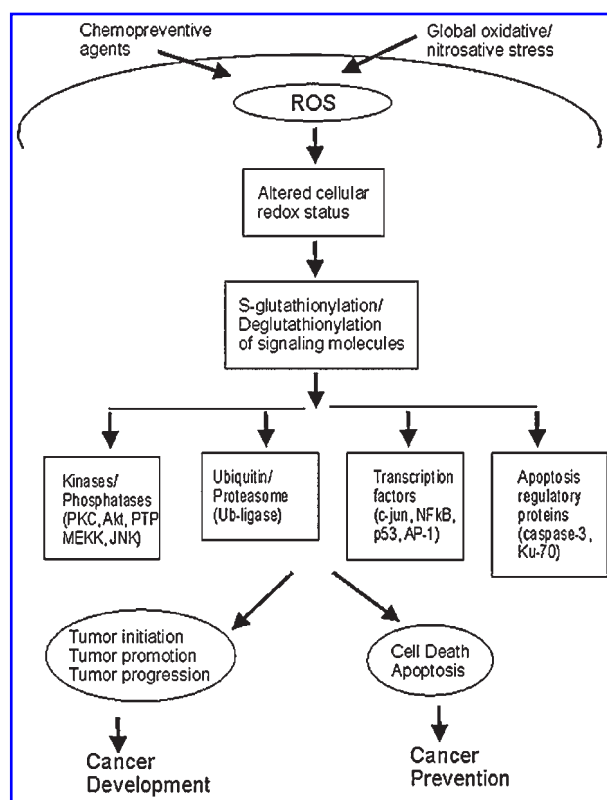 Chemopreventive
agents
Global oxidative/
nitrosative stress
ROS
Altered cellular
redox status
S-glutathionylation/
Deglutathionylation
of signaling molecules
Kinases/
Phosphatases
(PKC, Akt, PTP
MEKK, JNK)
Ubiquitin/
Proteasome
(Ub-ligase)
Transcription
factors
(c-jun, NFkB,
p53, AP-1)
Apoptosis
regulatory
proteins
(caspase-3,
Ku-70)
Tumor initiation
Tumor promotion
Tumor progression
Cell Death
Apoptosis
Cancer
Development
Cancer
Prevention